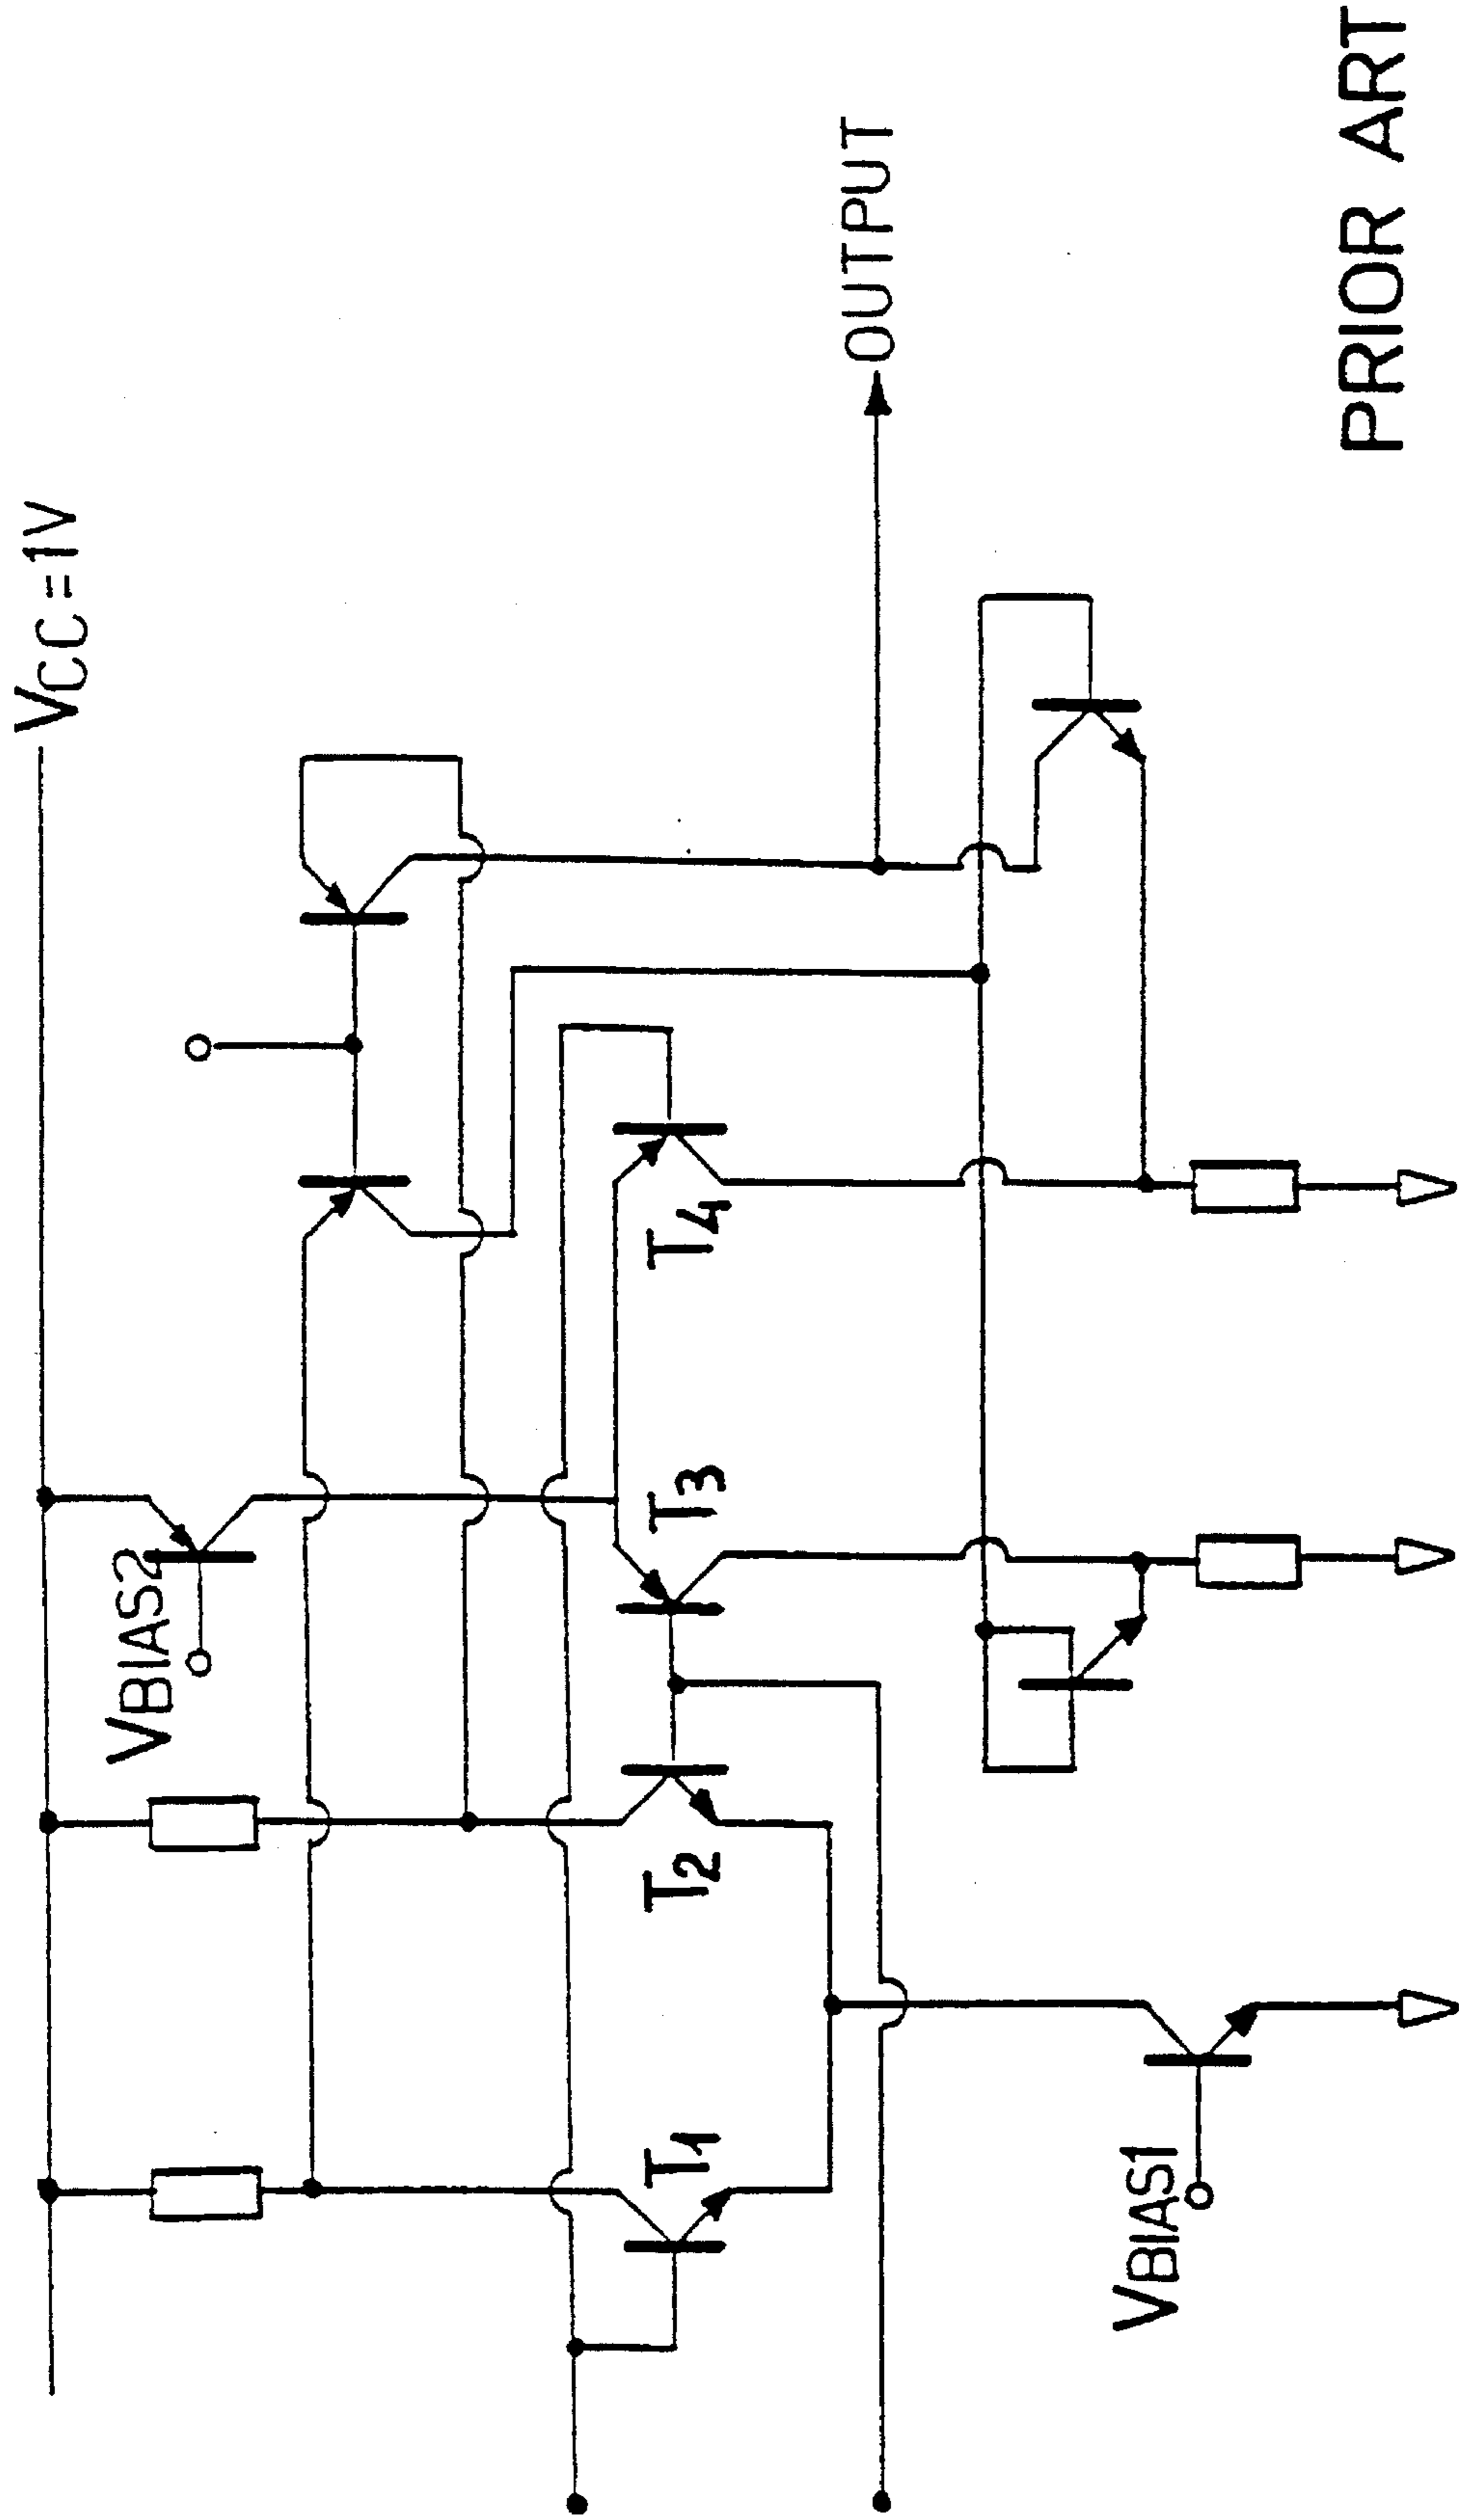 VCC=1V
VBIAS2
T1
T2
T3
T4
OUTPUT
VBIAS1
PRIOR ART